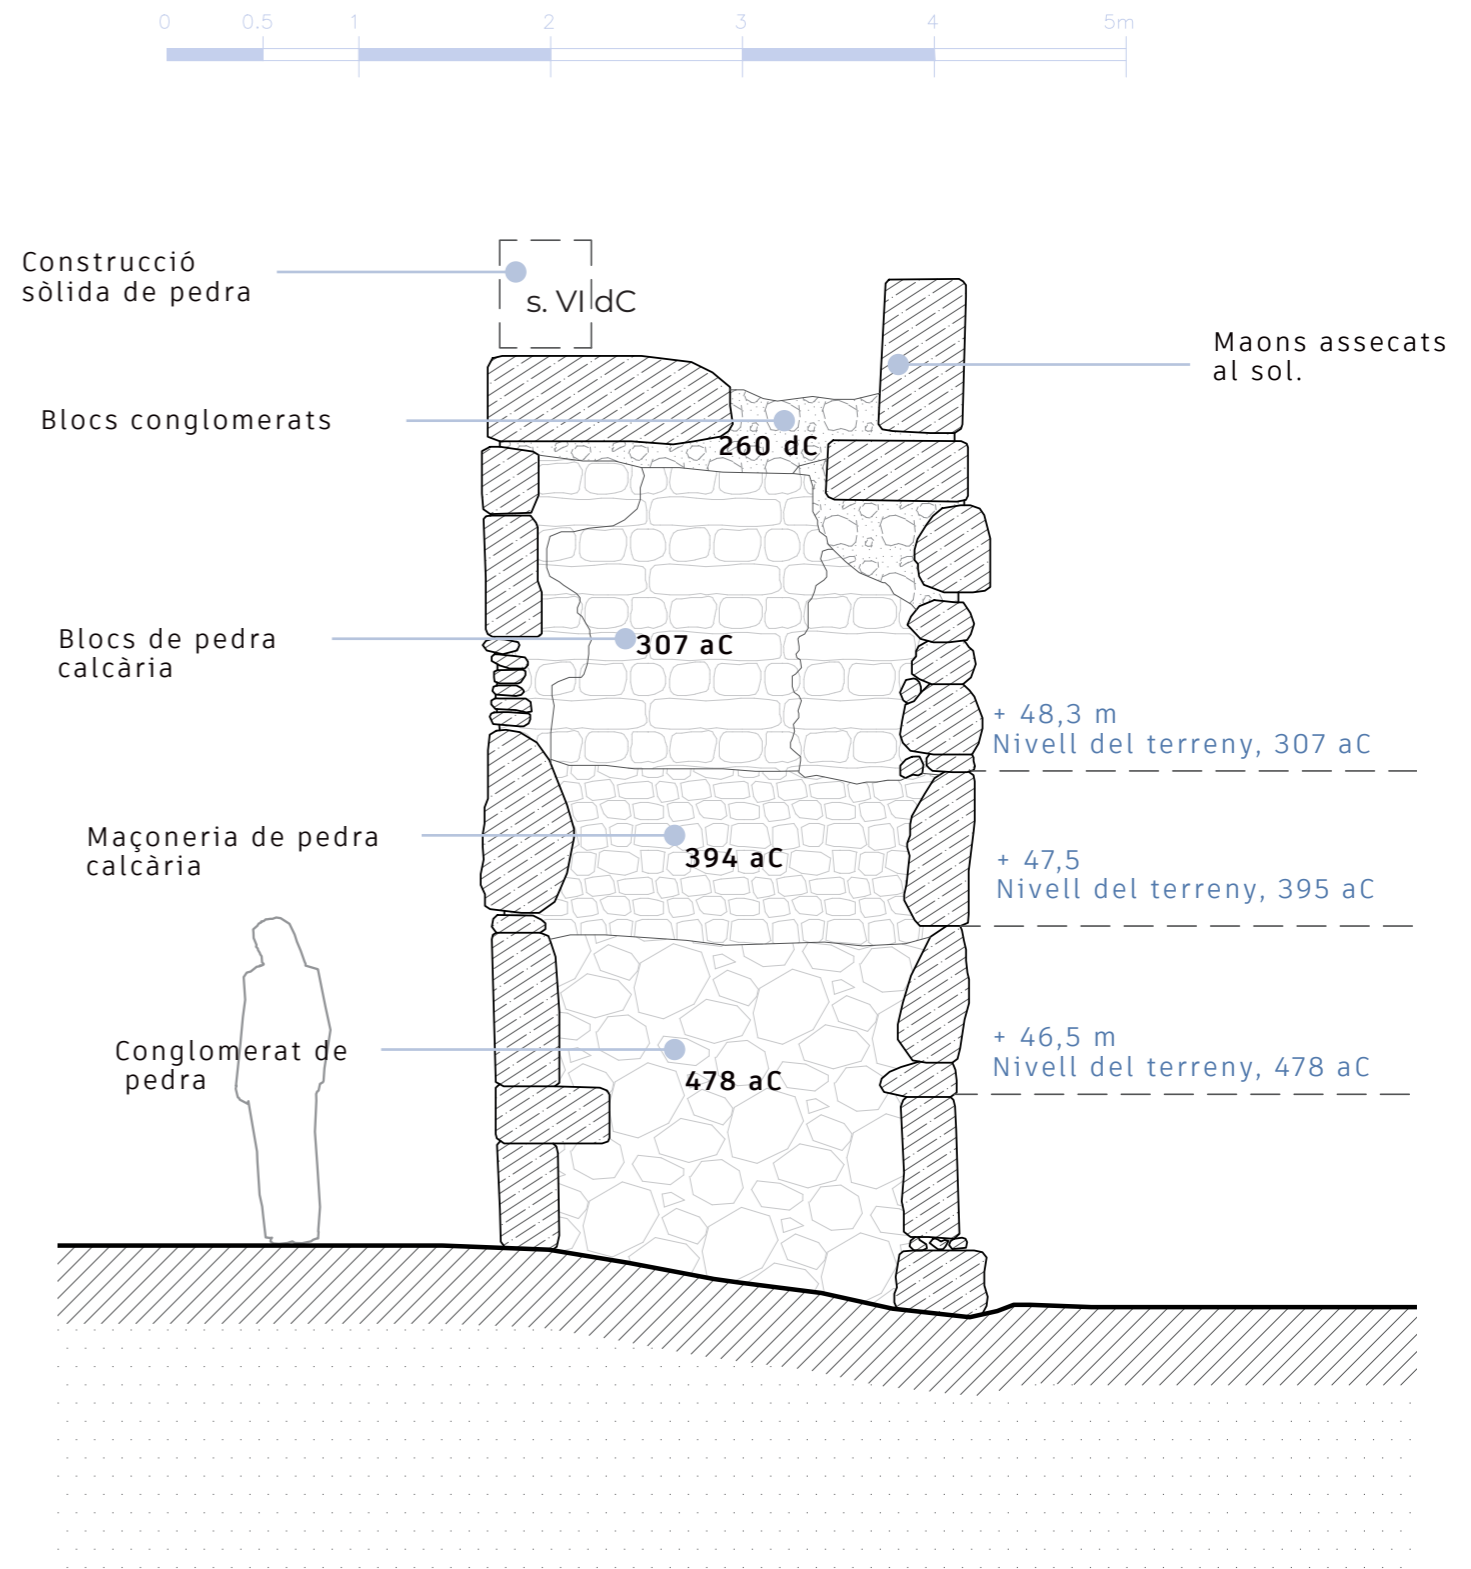 0 0.5 1 2 3 4 5m
Construcció
sòlida de pedra
s. VI dC
Maons assecats
al sol.
Blocs conglomerats
260 dC
Blocs de pedra
calcària
307 aC
+ 48,3 m
Nivell del terreny, 307 aC
Maçoneria de pedra
calcària
394 aC
+ 47,5
Nivell del terreny, 395 aC
Conglomerat de
pedra
478 aC
+ 46,5 m
Nivell del terreny, 478 aC